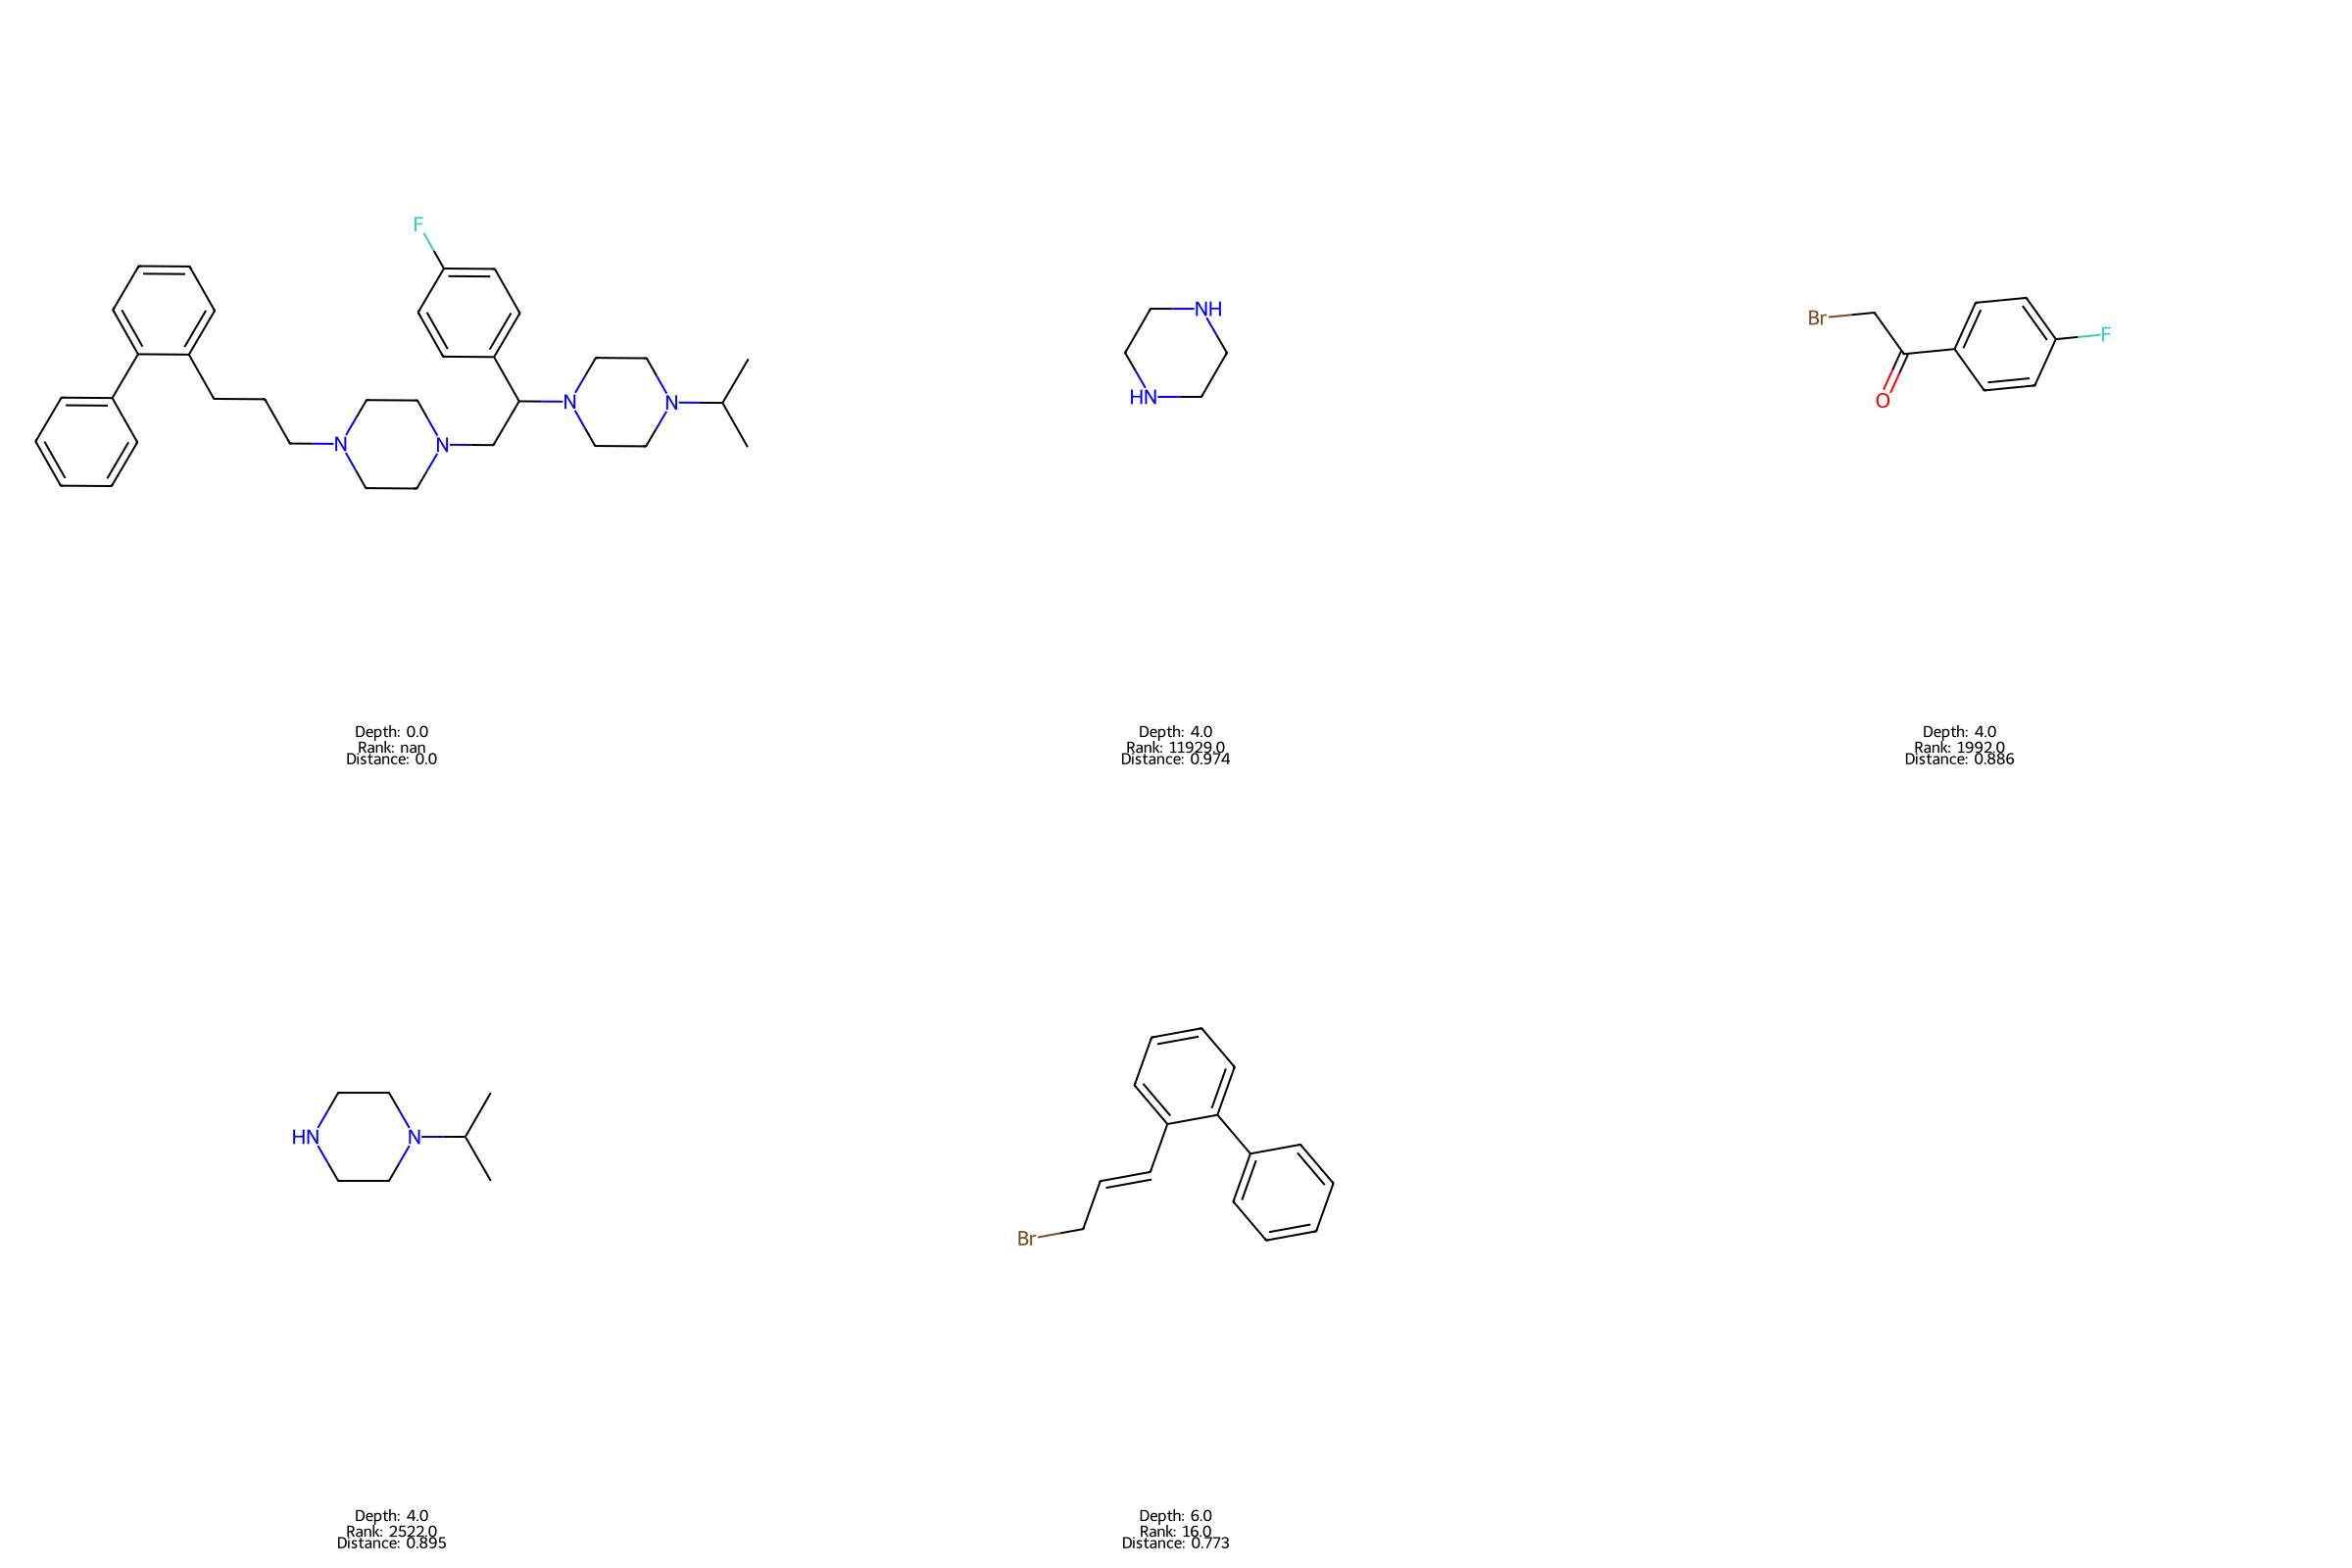 F
N
N
N
N
Depth: 0.0
Rank: nan
Distance: 0.0
NH
HN
Depth: 4.0
Rank: 11929.0
Distance: 0.974
Br
F
O
Depth: 4.0
Rank: 1992.0
Distance: 0.886
HN
N
Depth: 4.0
Rank: 2522.0
Distance: 0.895
Br
Depth: 6.0
Rank: 16.0
Distance: 0.773